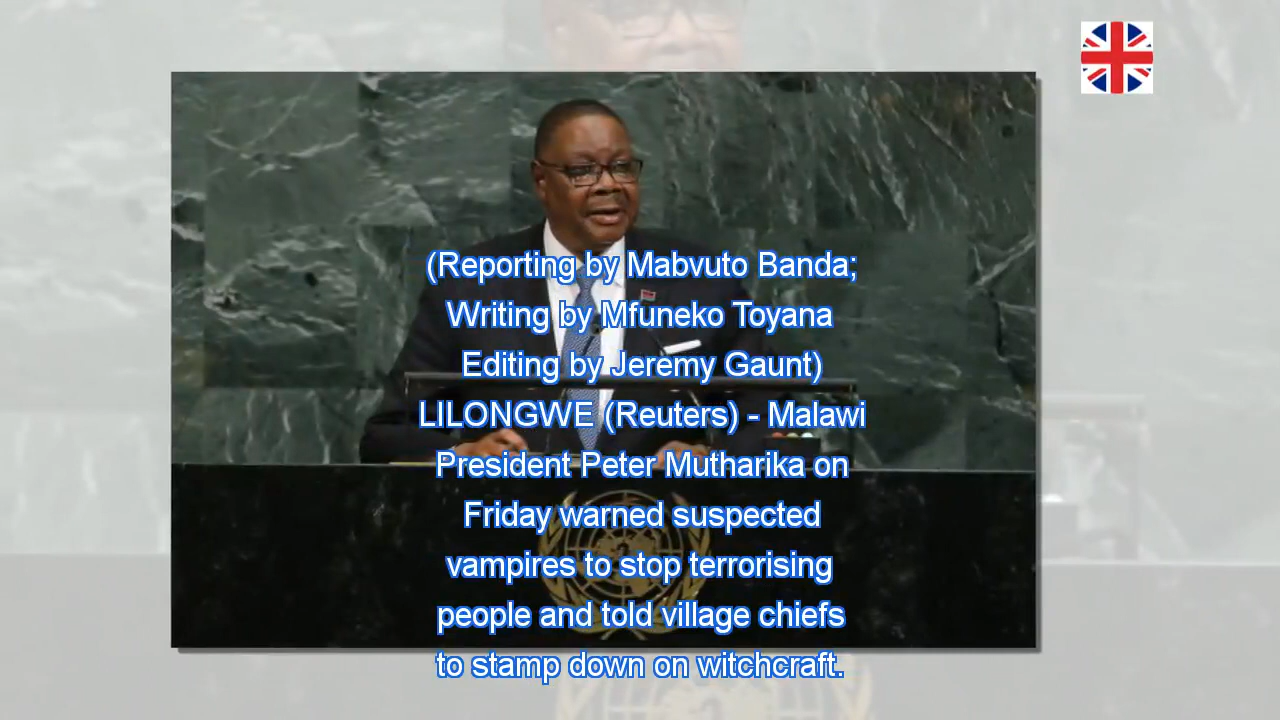 (Reporting by Mabvuto Banda;
Writing by Mfuneko Toyana
Editing by Jeremy Gaunt)
LILONGWE (Reuters) - Malawi
President Peter Mutharika on
Friday warned suspected
vampires to stop terrorising
people and told village chiefs
to stamp down on witchcraft.